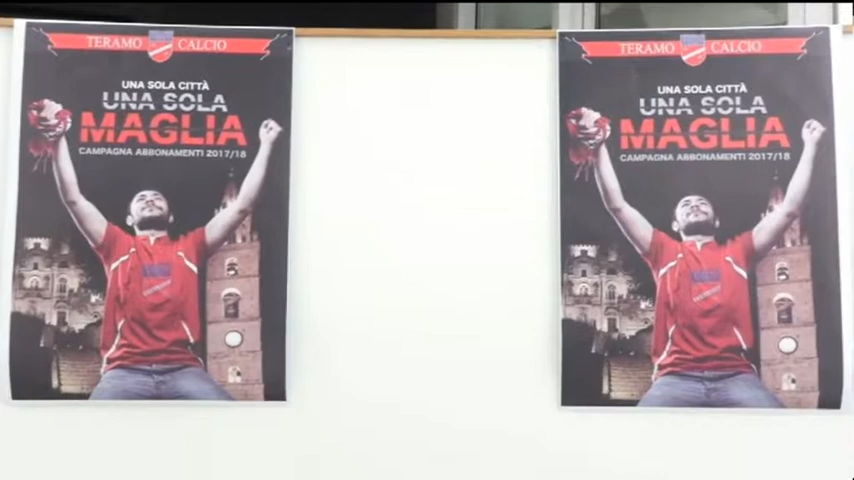 TERAMO CALCIO
UNA SOLA CITTÀ
UNA SOLA
MAGLIA
CAMPAGNA ABBONAMENTI 2017/18
TERAMO CALCIO
UNA SOLA CITTÀ
UNA SOLA
MAGLIA
CAMPAGNA ABBONAMENTI 2017/18